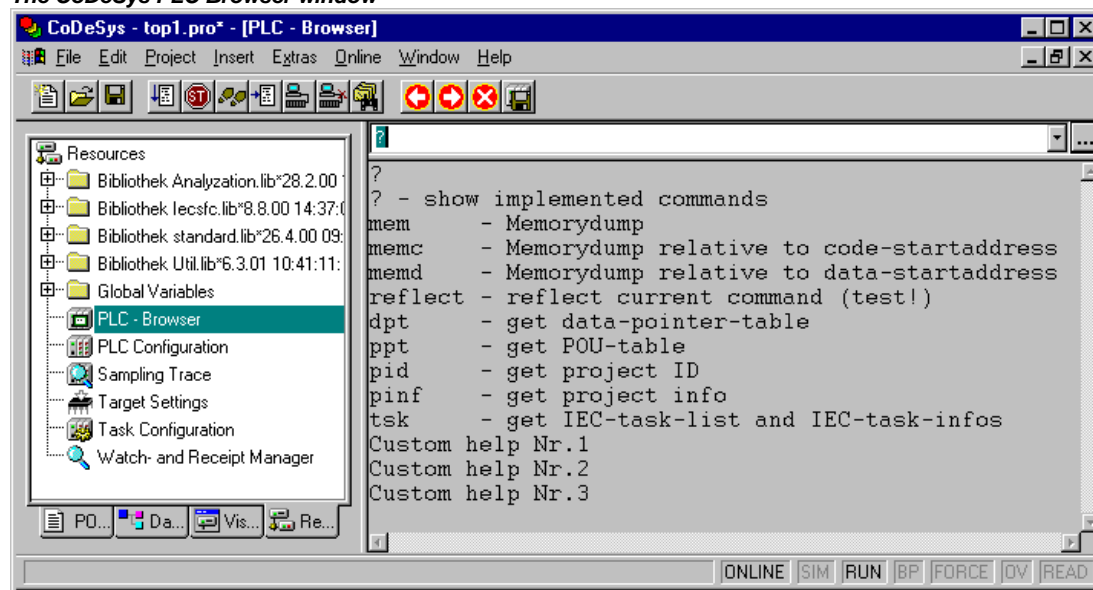 The CoDeSys PLC Browser window
CoDeSys - top1.pro* - [PLC - Browser]
File Edit Project Insert Extras Online Window Help
?
Resources
Bibliothek Analyzation.lib*28.2.00
Bibliothek Iecsfc.lib*8.8.00 14:37:0
Bibliothek standard.lib*26.4.00 09:
Bibliothek Util.lib*6.3.01 10:41:11:
Global Variables
PLC - Browser
PLC Configuration
Sampling Trace
Target Settings
Task Configuration
Watch- and Receipt Manager
PO... Da... Vis... Re...
?
? - show implemented commands
mem - Memorydump
memc - Memorydump relative to code-startaddress
memd - Memorydump relative to data-startaddress
reflect - reflect current command (test!)
dpt - get data-pointer-table
ppt - get POU-table
pid - get project ID
pinf - get project info
tsk - get IEC-task-list and IEC-task-infos
Custom help Nr.1
Custom help Nr.2
Custom help Nr.3
ONLINE SIM RUN BP FORCE OV READ